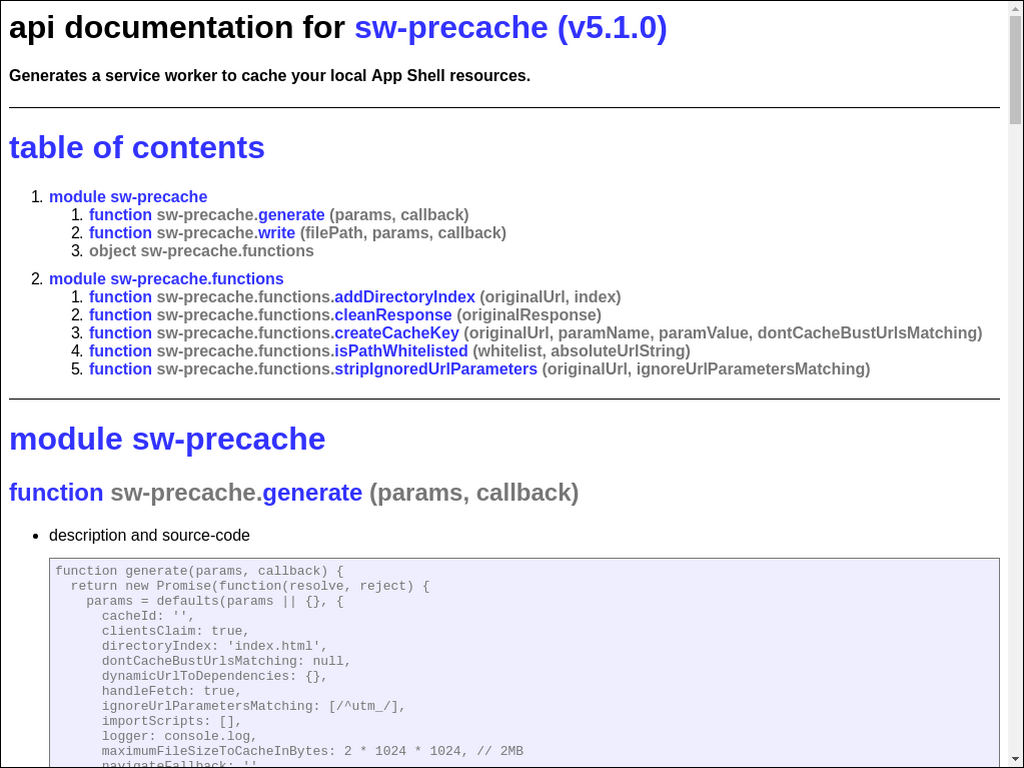 api documentation for sw-precache (v5.1.0)
Generates a service worker to cache your local App Shell resources.
table of contents
1. module sw-precache
1. function sw-precache.generate (params, callback)
2. function sw-precache.write (filePath, params, callback)
3. object sw-precache.functions
2. module sw-precache.functions
1. function sw-precache.functions.addDirectoryIndex (originalUrl, index)
2. function sw-precache.functions.cleanResponse (originalResponse)
3. function sw-precache.functions.createCacheKey (originalUrl, paramName, paramValue, dontCacheBustUrlsMatching)
4. function sw-precache.functions.isPathWhitelisted (whitelist, absoluteUrlString)
5. function sw-precache.functions.stripIgnoredUrlParameters (originalUrl, ignoreUrlParametersMatching)
module sw-precache
function sw-precache.generate (params, callback)
• description and source-code
function generate(params, callback) {
  return new Promise(function(resolve, reject) {
    params = defaults(params || {}, {
      cacheId: '',
      clientsClaim: true,
      directoryIndex: 'index.html',
      dontCacheBustUrlsMatching: null,
      dynamicUrlToDependencies: {},
      handleFetch: true,
      ignoreUrlParametersMatching: [/^utm_/],
      importScripts: [],
      logger: console.log,
      maximumFileSizeToCacheInBytes: 2 * 1024 * 1024, // 2MB
      navigateFallback: ''